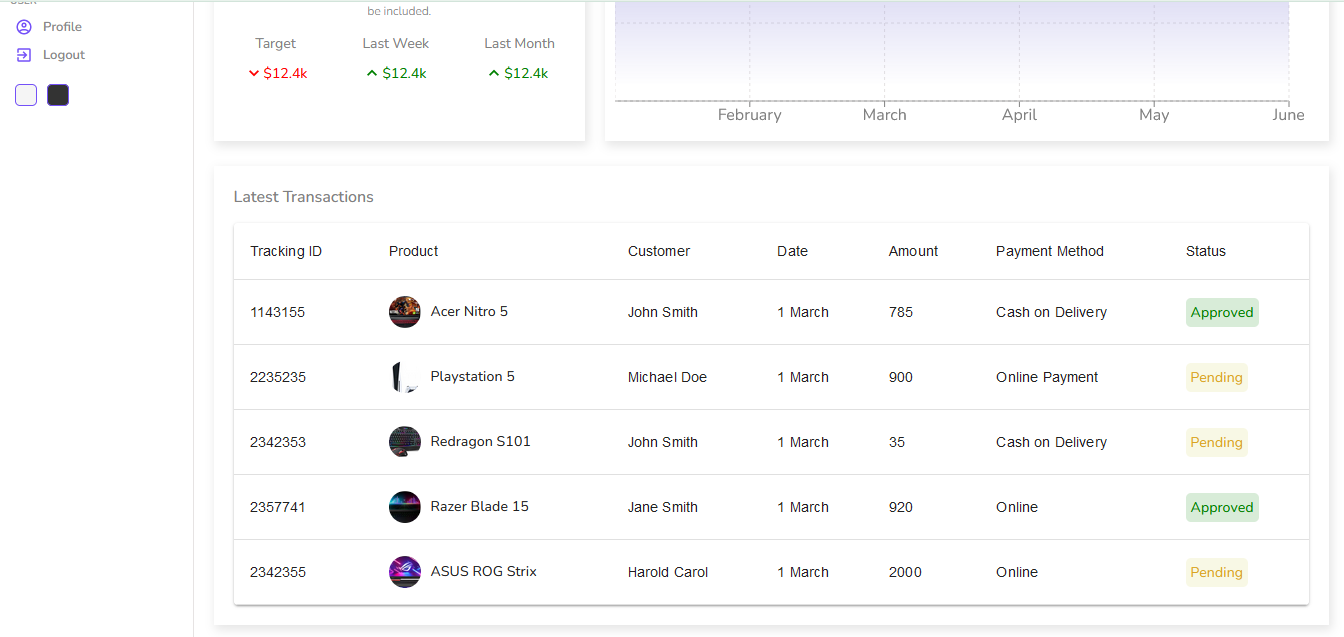 USER
Profile
Logout
be included.
Target Last Week Last Month
$12.4k $12.4k $12.4k
February March April May June
Latest Transactions
Tracking ID Product Customer Date Amount Payment Method Status
1143155 Acer Nitro 5 John Smith 1 March 785 Cash on Delivery Approved
2235235 Playstation 5 Michael Doe 1 March 900 Online Payment Pending
2342353 Redragon S101 John Smith 1 March 35 Cash on Delivery Pending
2357741 Razer Blade 15 Jane Smith 1 March 920 Online Approved
2342355 ASUS ROG Strix Harold Carol 1 March 2000 Online Pending